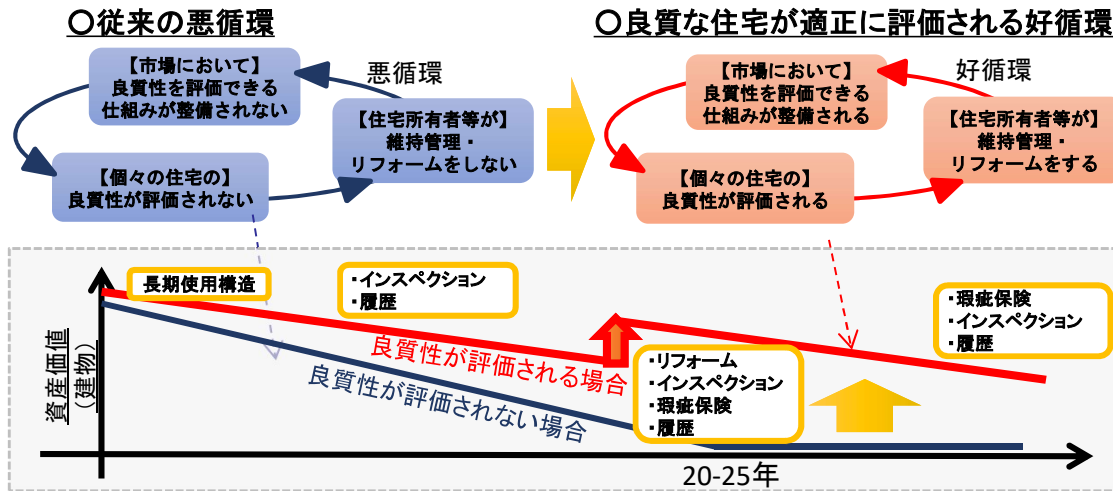 〇従来の悪循環
【市場において】
良質性を評価できる
仕組みが整備されない
悪循環
【住宅所有者等が】
維持管理・
リフォームをしない
【個々の住宅の】
良質性が評価されない
〇良質な住宅が適正に評価される好循環
【市場において】
良質性を評価できる
仕組みが整備される
好循環
【住宅所有者等が】
維持管理・
リフォームをする
【個々の住宅の】
良質性が評価される
資産価値
（建物）
長期使用構造
・インスペクション
・履歴
良質性が評価される場合
良質性が評価されない場合
・リフォーム
・インスペクション
・瑕疵保険
・履歴
・瑕疵保険
・インスペクション
・履歴
20-25年